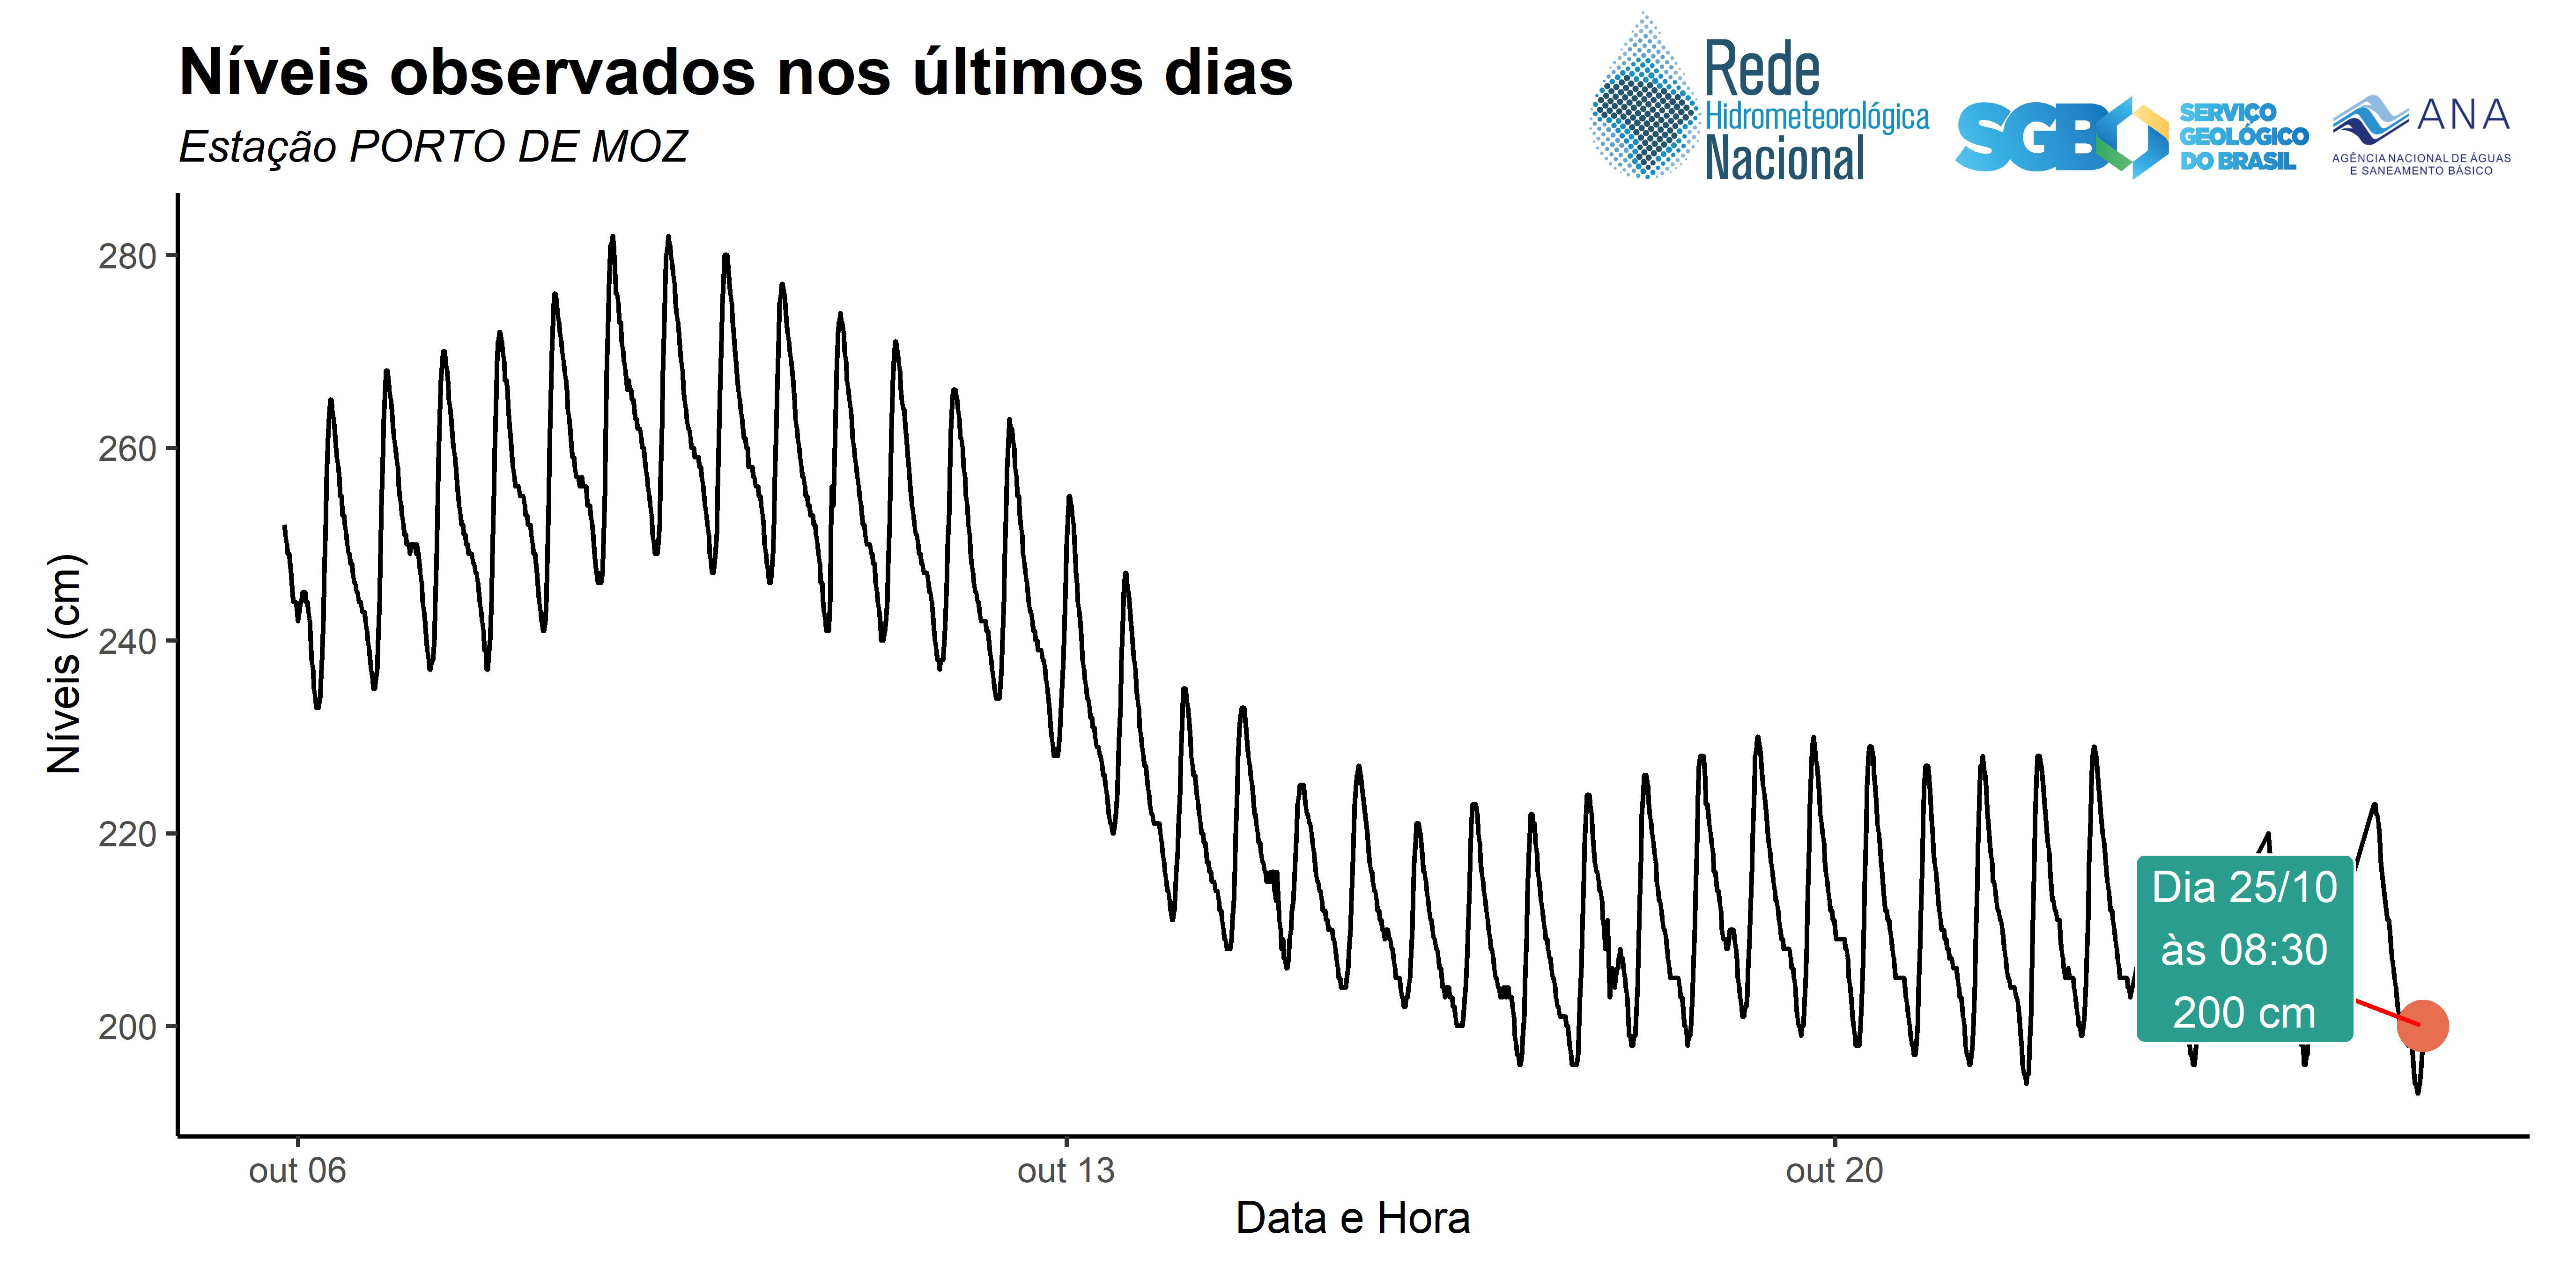 Níveis observados nos últimos dias
Estação PORTO DE MOZ
Rede
Hidrometeorológica
Nacional
SGB
SERVIÇO
GEOLÓGICO
DO BRASIL
ANA
AGÊNCIA NACIONAL DE ÁGUAS
E SANEAMENTO BÁSICO
Níveis (cm)
280
260
240
220
200
Dia 25/10
às 08:30
200 cm
out 06
out 13
out 20
Data e Hora